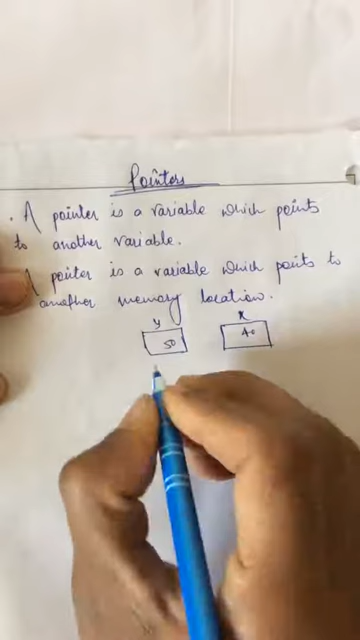 Pointers
. A pointer is a variable which points
to another variable.
A poiter is a variable which points to
another memory location.
y x
50 40